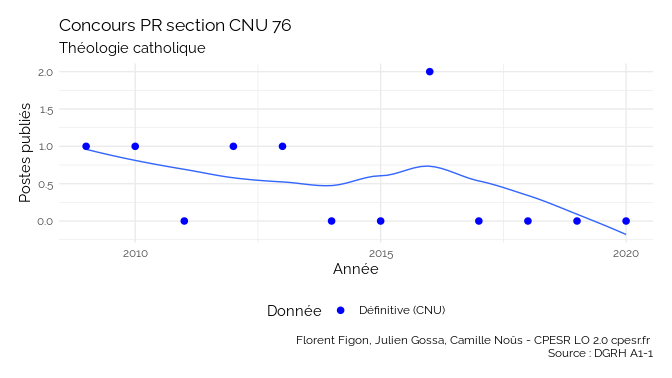 Concours PR section CNU 76
Théologie catholique
Postes publiés
2.0
1.5
1.0
0.5
0.0
2010
2015
2020
Année
Donnée
Définitive (CNU)
Florent Figon, Julien Gossa, Camille Noûs - CPESR LO 2.0 cpesr.fr
Source : DGRH A1-1